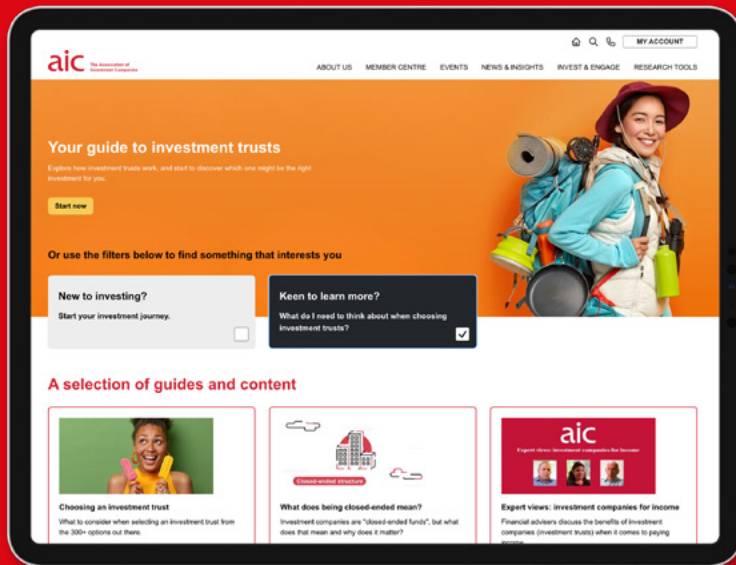 MY ACCOUNT
aic The Association of
Investment Companies
ABOUT US MEMBER CENTRE EVENTS NEWS & INSIGHTS INVEST & ENGAGE RESEARCH TOOLS
Your guide to investment trusts
Explore how investment trusts work, and start to discover which one might be the right
investment for you.
Start now
Or use the filters below to find something that interests you
New to investing?
Start your investment journey.
Keen to learn more?
What do I need to think about when choosing
investment trusts?
A selection of guides and content
Choosing an investment trust
What to consider when selecting an investment trust from
the 300+ options out there.
Closed-ended structure
What does being closed-ended mean?
Investment companies are "closed-ended funds", but what
does that mean and why does it matter?
aic
Expert views: investment companies for income
Expert views: investment companies for income
Financial advisers discuss the benefits of investment
companies (investment trusts) when it comes to paying
income